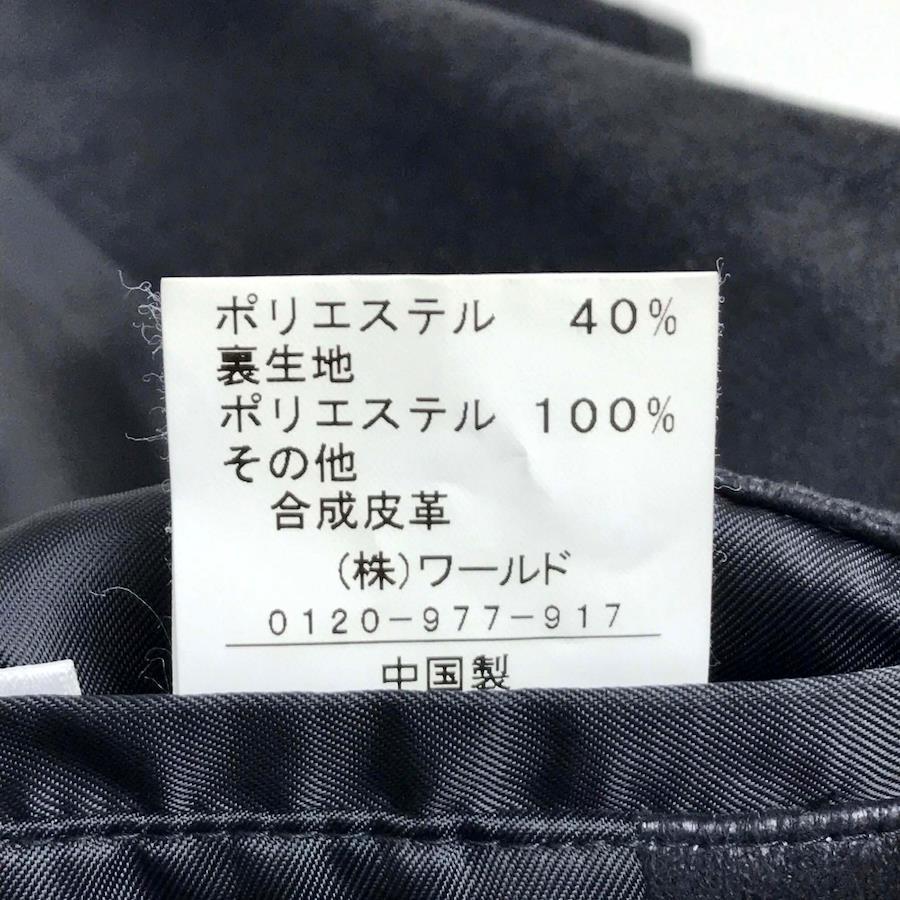 ポリエステル　40%
裏生地
ポリエステル 100%
その他
　合成皮革
(株)ワールド
0120-977-917
中国製